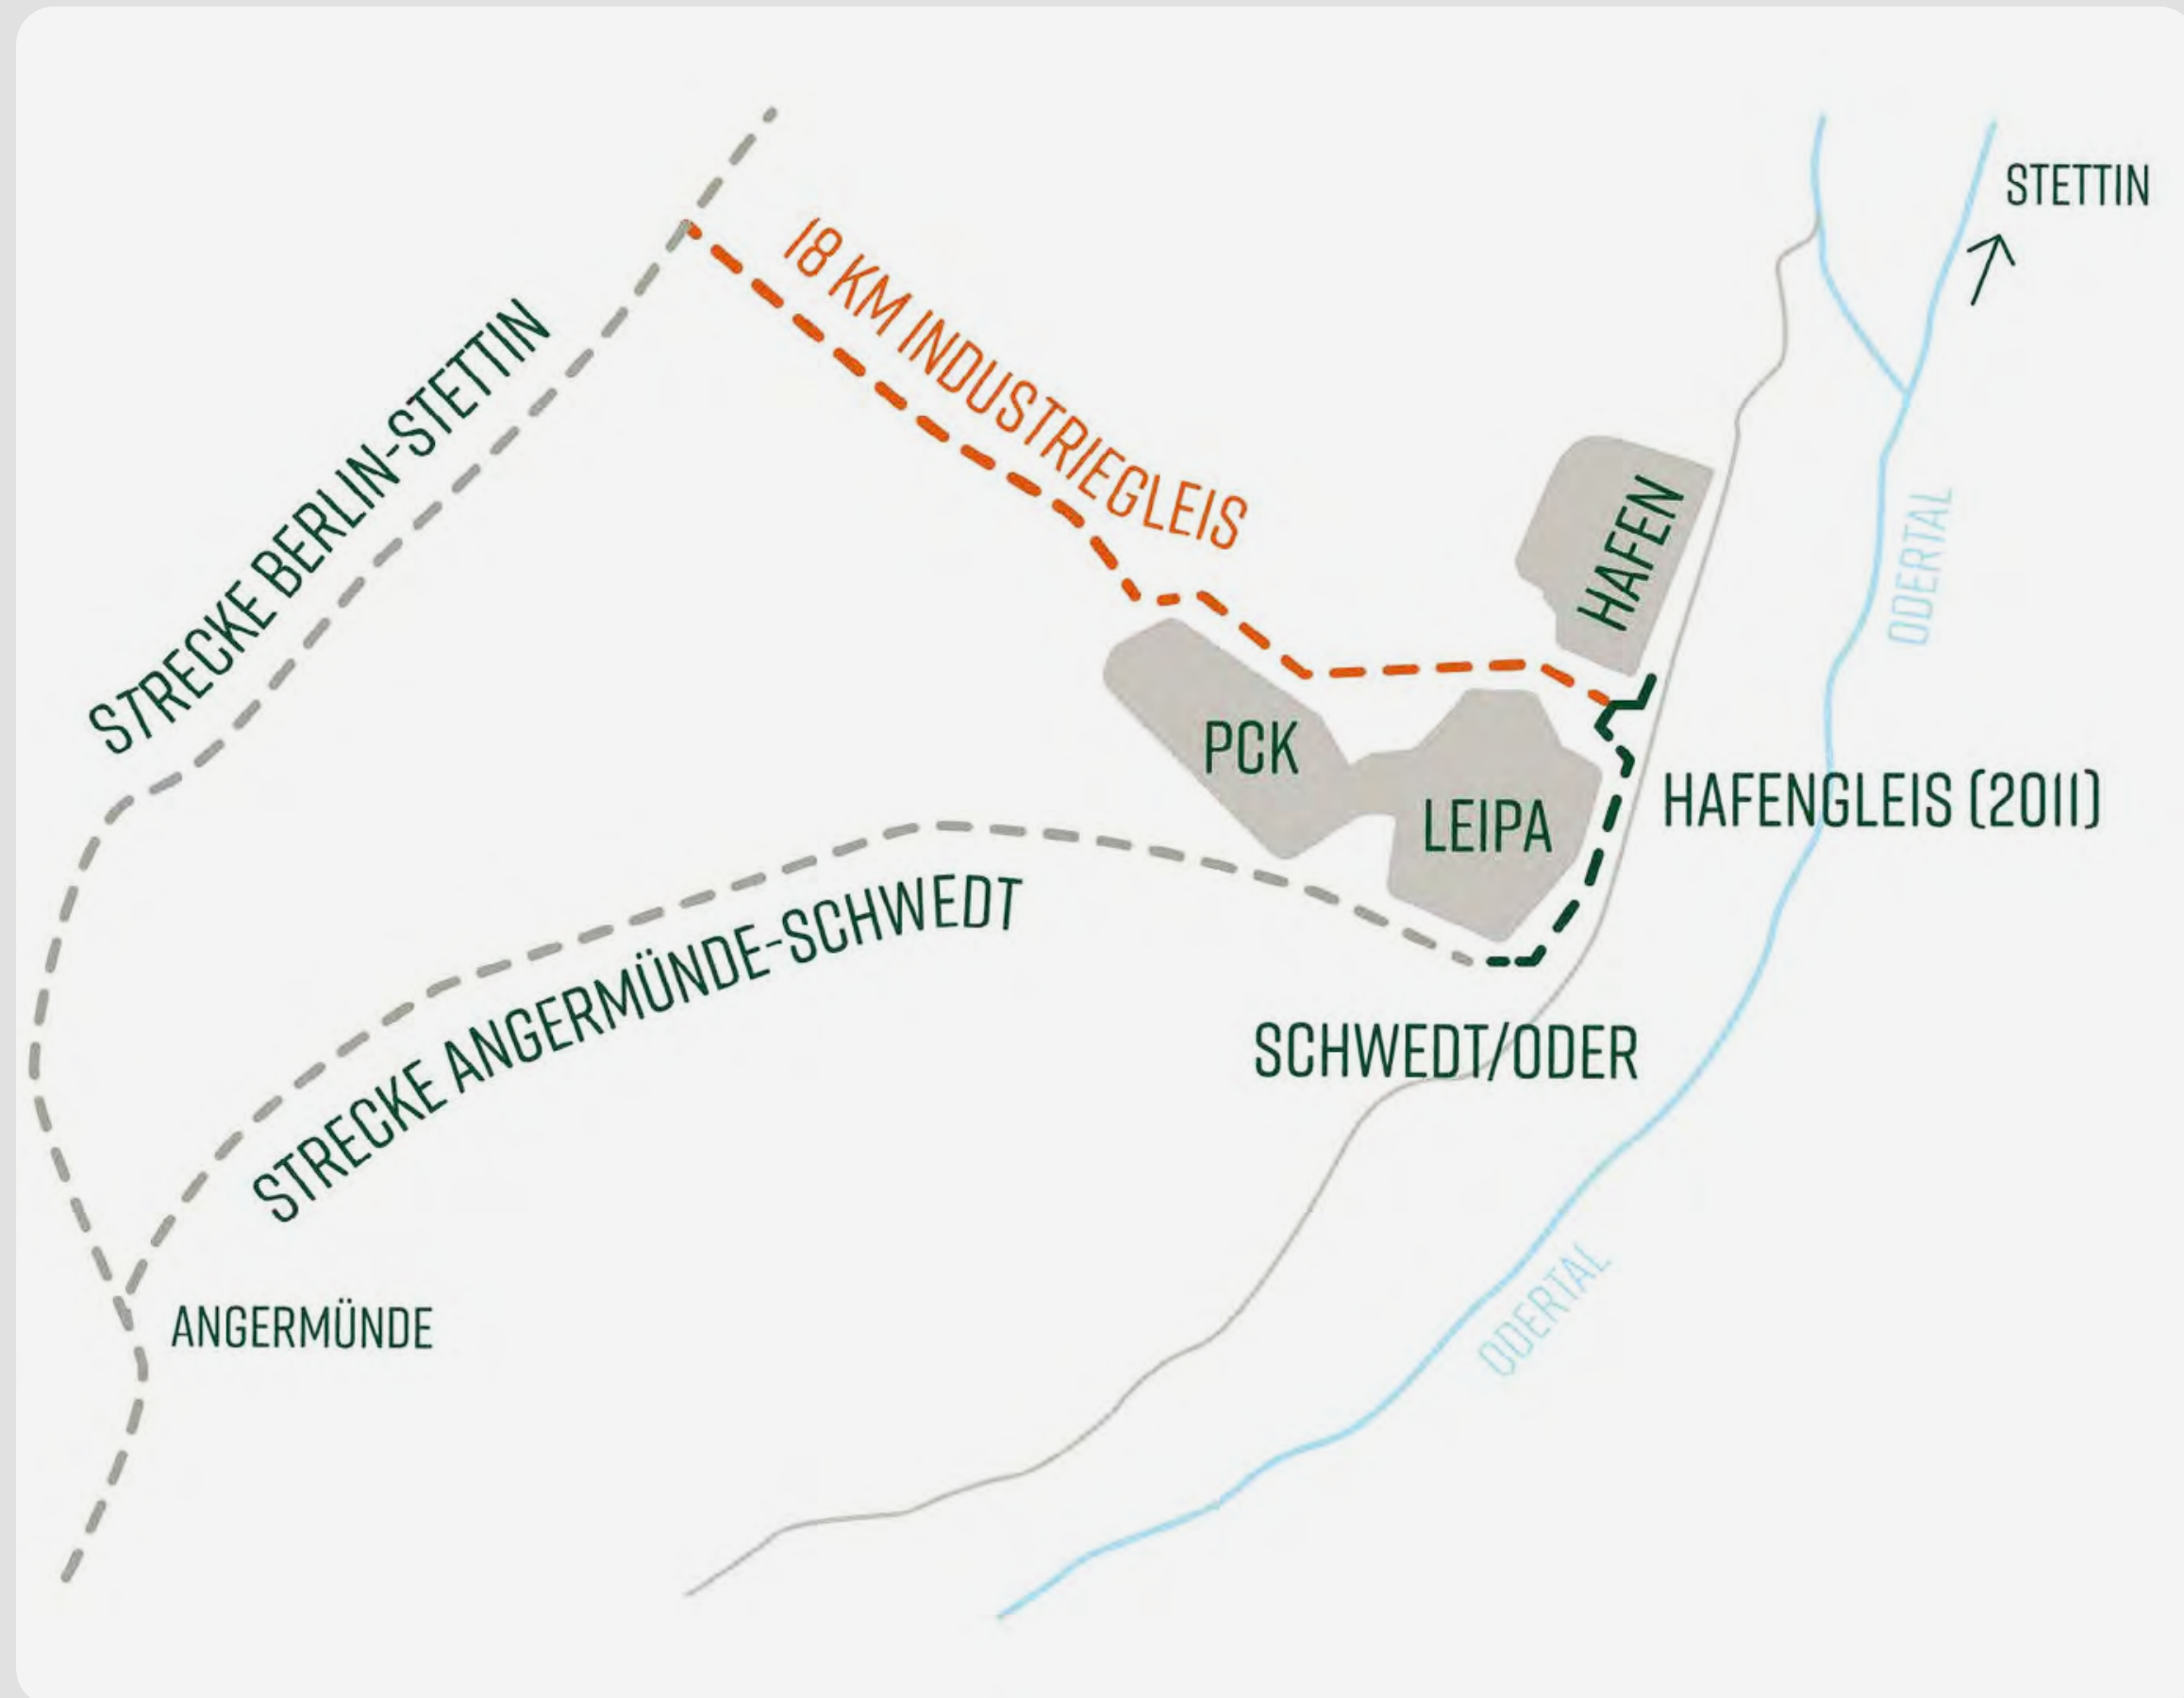 STETTIN
18 KM INDUSTRIEGLEIS
STRECKE BERLIN-STETTIN
HAFEN
ODERTAL
PCK
HAFENGLEIS (2011)
LEIPA
STRECKE ANGERMÜNDE-SCHWEDT
SCHWEDT/ODER
ANGERMÜNDE
ODERTAL